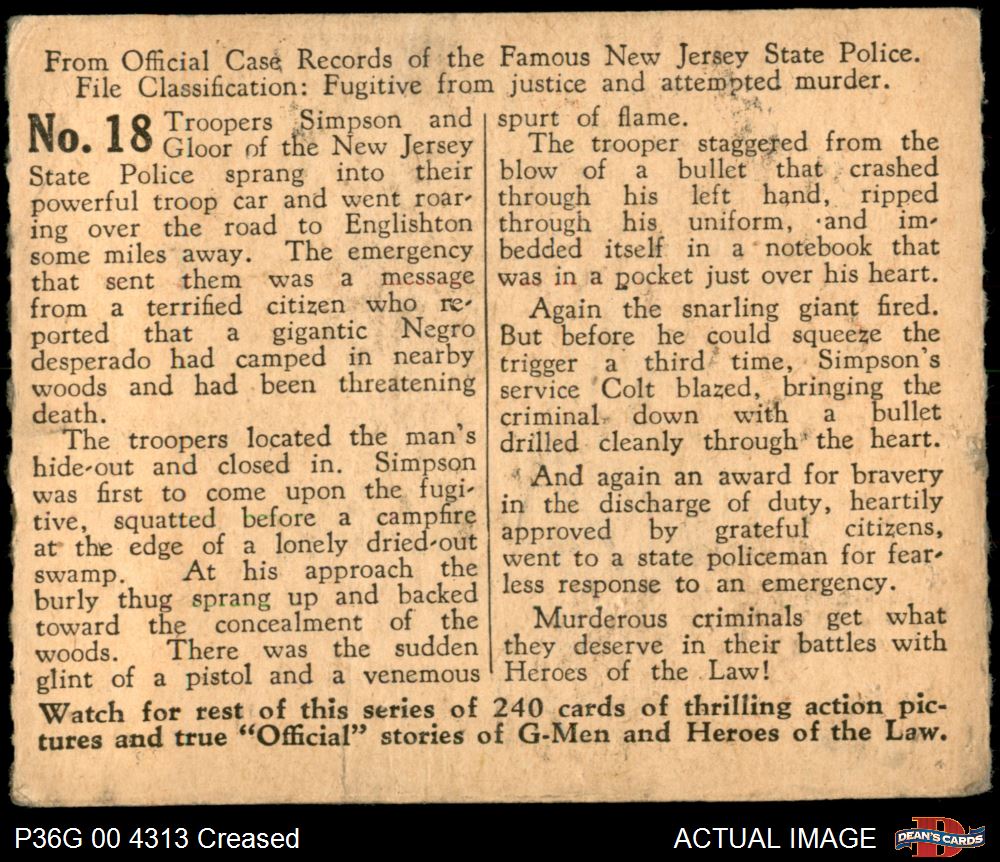 From Official Case Records of the Famous New Jersey State Police.
File Classification: Fugitive from justice and attempted murder.
No. 18 Troopers Simpson and
Gloor of the New Jersey
State Police sprang into their
powerful troop car and went roar-
ing over the road to Englishton
some miles away. The emergency
that sent them was a message
from a terrified citizen who re-
ported that a gigantic Negro
desperado had camped in nearby
woods and had been threatening
death.
The troopers located the man's
hide-out and closed in. Simpson
was first to come upon the fugi-
tive, squatted before a campfire
at the edge of a lonely dried-out
swamp. At his approach the
burly thug sprang up and backed
toward the concealment of the
woods. There was the sudden
glint of a pistol and a venemous
spurt of flame.
The trooper staggered from the
blow of a bullet that crashed
through his left hand, ripped
through his uniform, and im-
bedded itself in a notebook that
was in a pocket just over his heart.
Again the snarling giant fired.
But before he could squeeze the
trigger a third time, Simpson's
service Colt blazed, bringing the
criminal down with a bullet
drilled cleanly through the heart.
And again an award for bravery
in the discharge of duty, heartily
approved by grateful citizens,
went to a state policeman for fear-
less response to an emergency.
Murderous criminals get what
they deserve in their battles with
Heroes of the Law!
Watch for rest of this series of 240 cards of thrilling action pic-
tures and true "Official" stories of G-Men and Heroes of the Law.
P36G 00 4313 Creased
ACTUAL IMAGE
DEAN'S CARDS